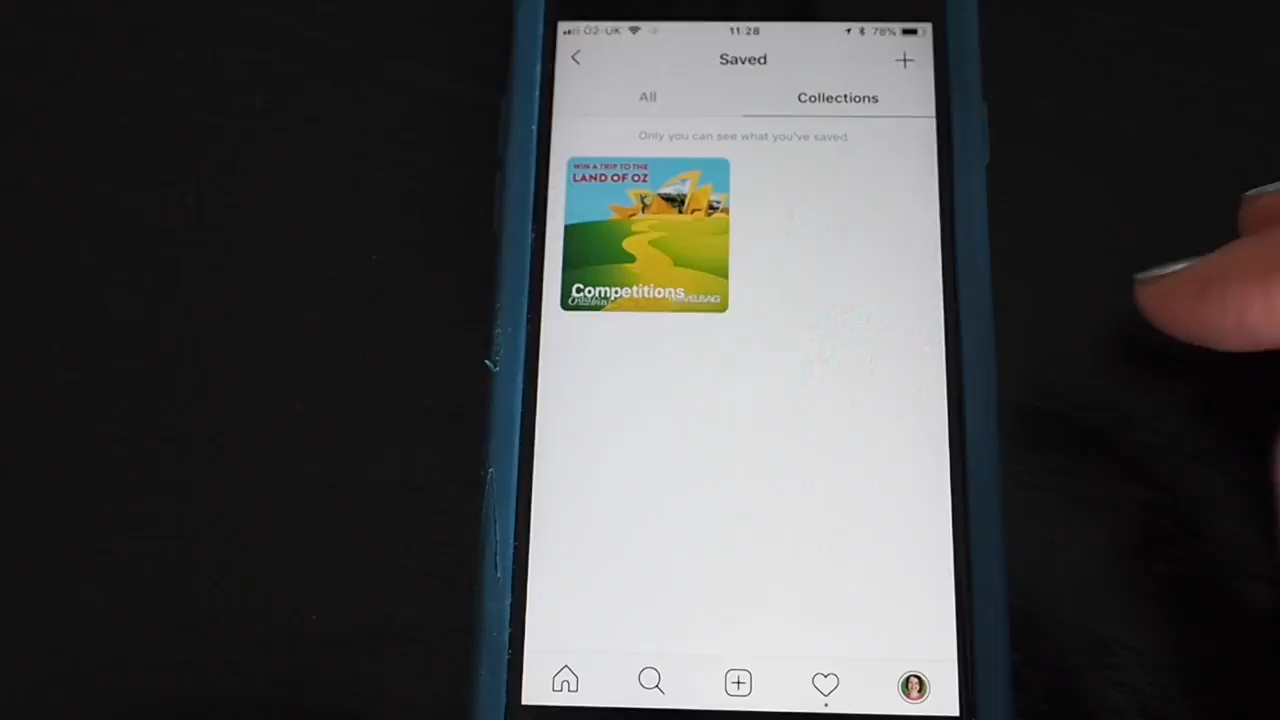 O2-UK
11.28
78%
Saved
All
Collections
Only you can see what you've saved
WIN A TRIP TO THE
LAND OF OZ
Competitions
TRAVELBAG